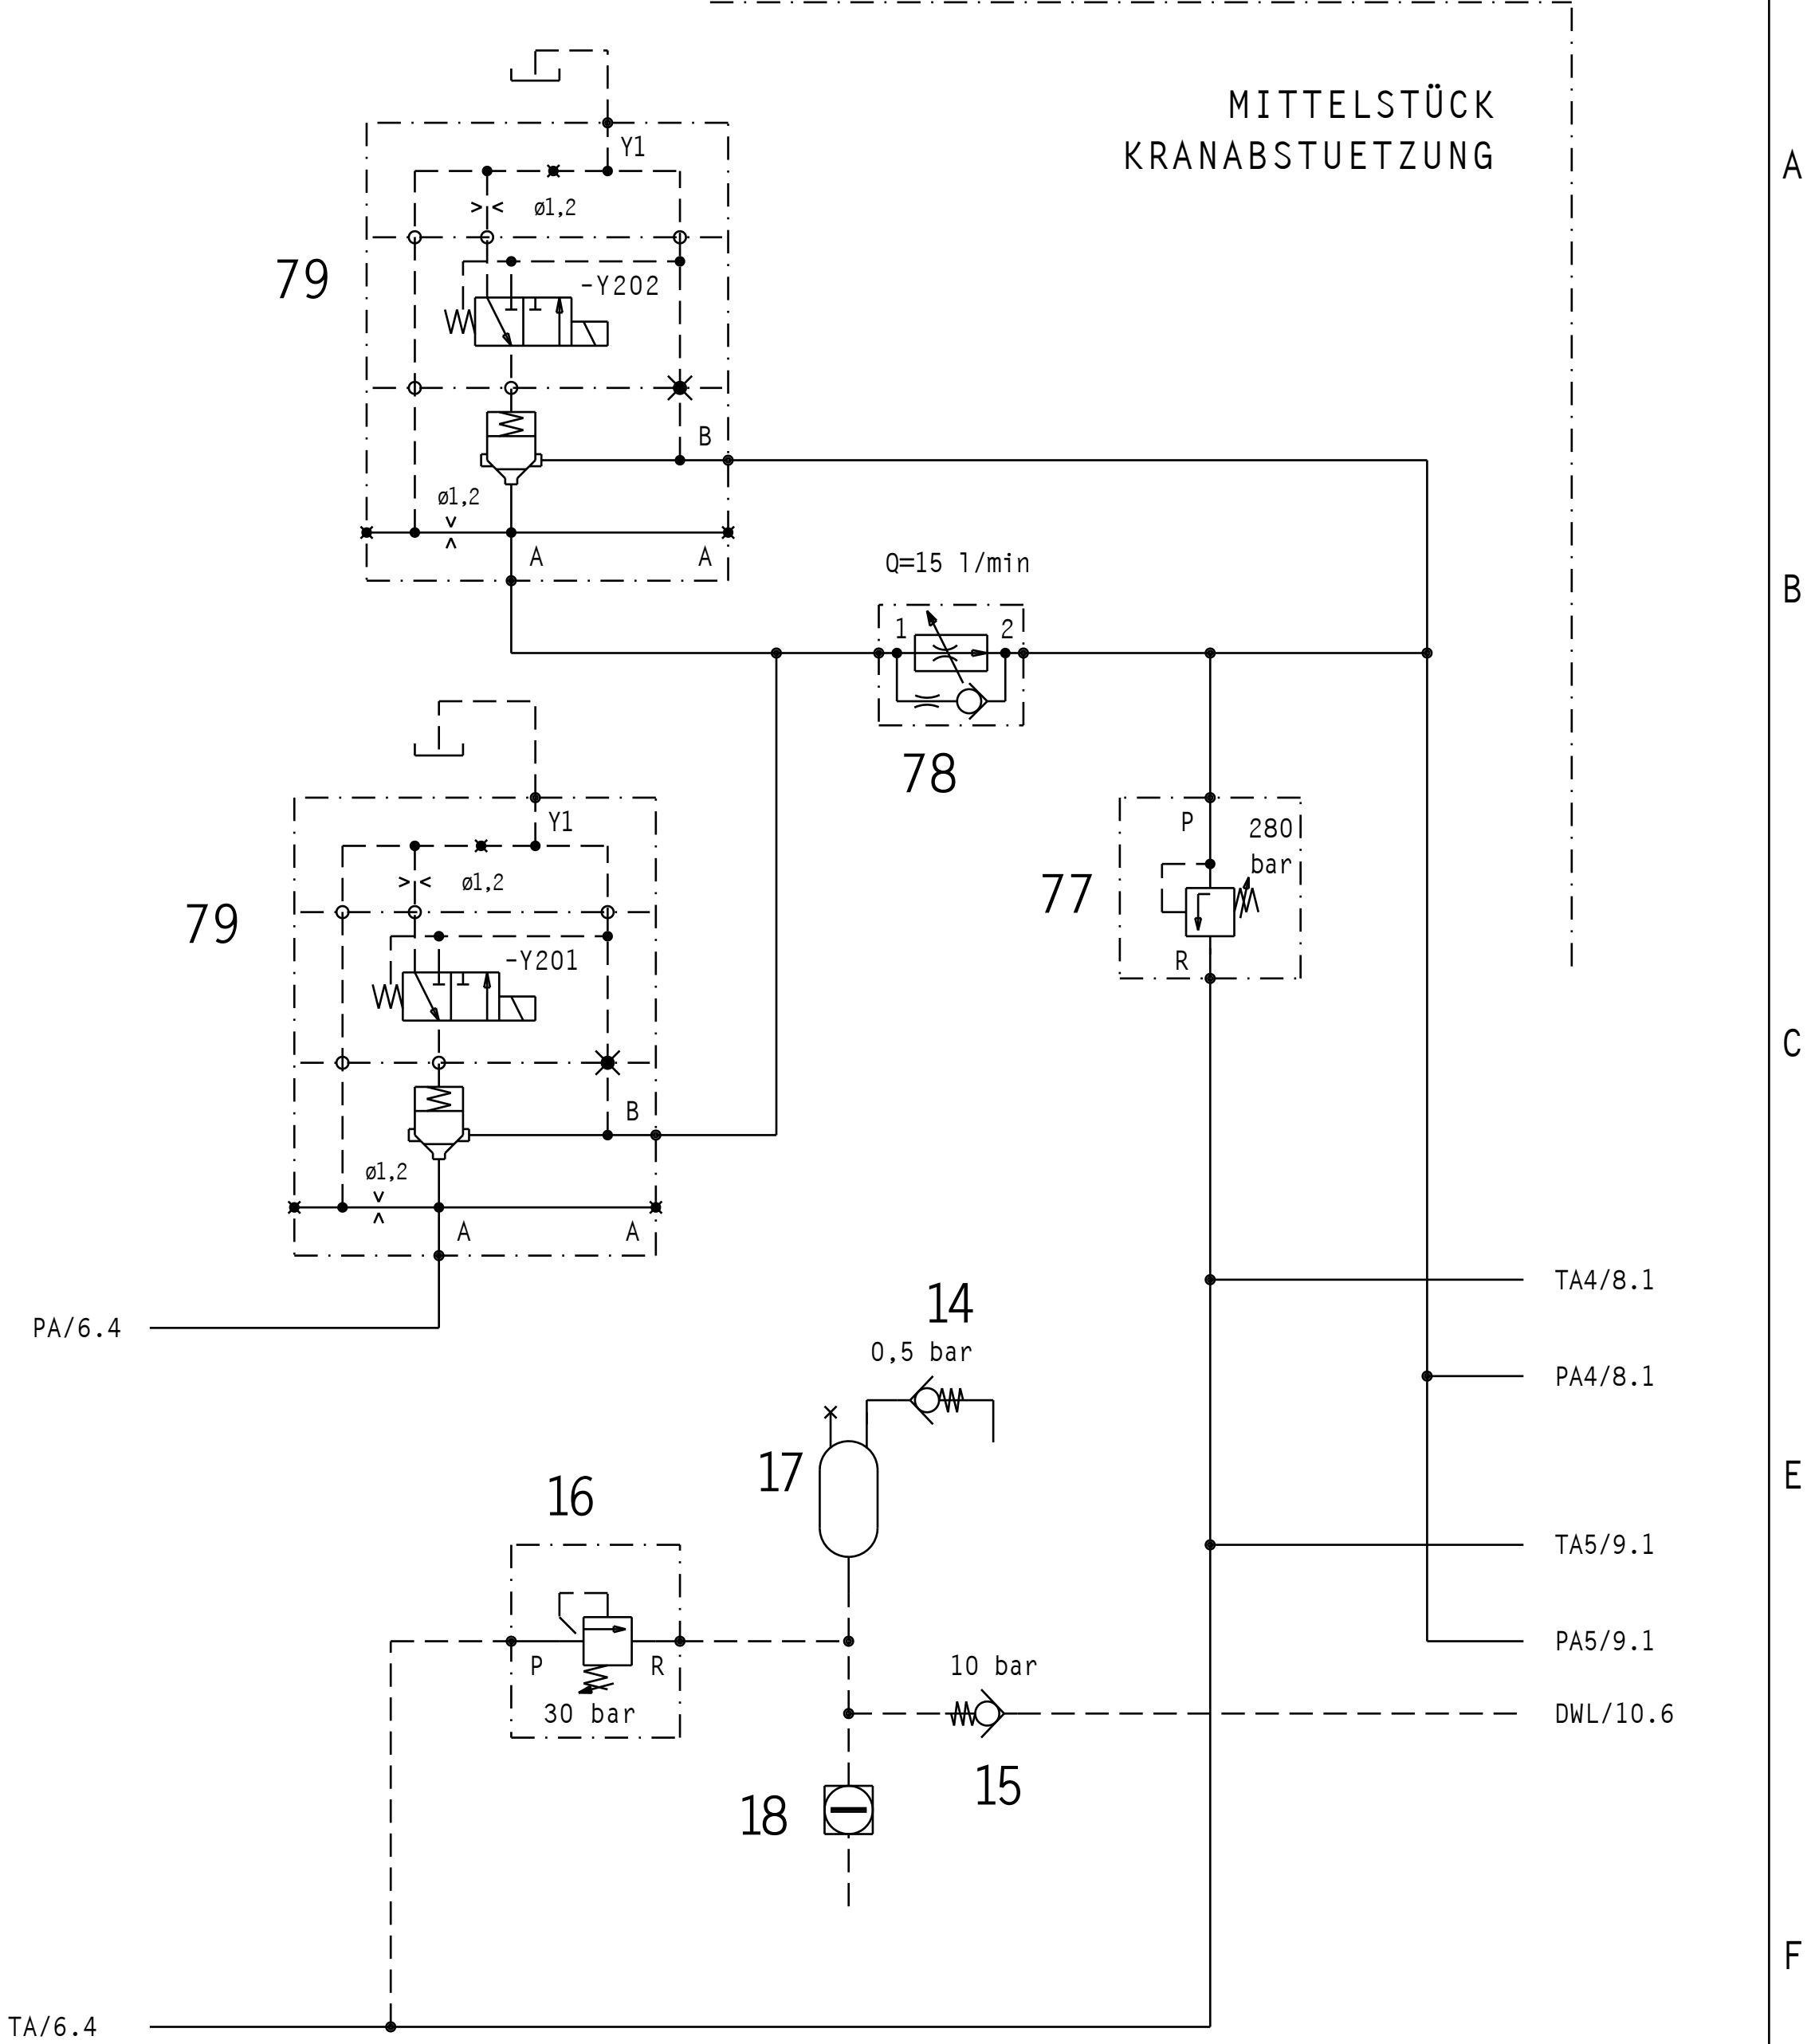 MITTELSTÜCK
KRANABSTUETZUNG
A
Y1
ø1,2
79
-Y202
B
ø1,2
A
A
Q=15 l/min
B
1
2
78
Y1
P
280
bar
77
ø1,2
79
-Y201
R
C
B
ø1,2
A
A
TA4/8.1
14
PA/6.4
0,5 bar
PA4/8.1
17
E
16
TA5/9.1
PA5/9.1
P
R
10 bar
30 bar
DWL/10.6
15
18
F
TA/6.4